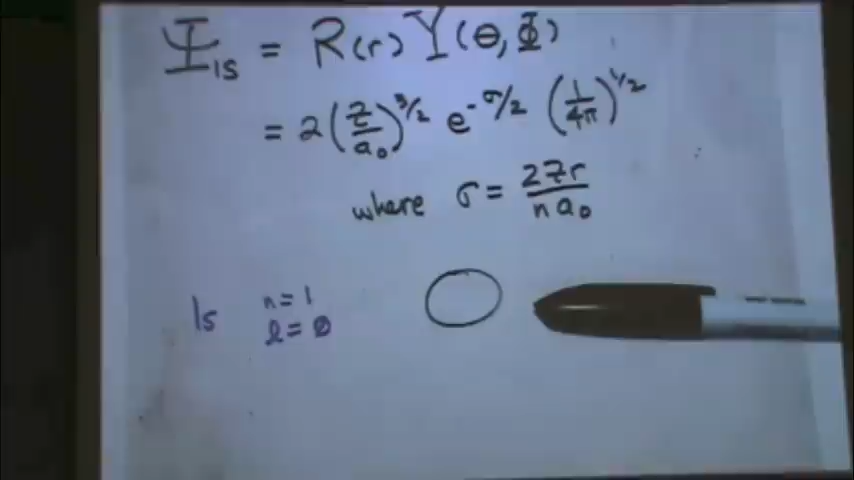 Ψ₁ₛ = R(r) Y(θ, Φ)
= 2 (Z/a₀)^3/2 e^-σ/2 (1/4π)^1/2
where σ = 2Zr/na₀
1s n = 1
l = 0